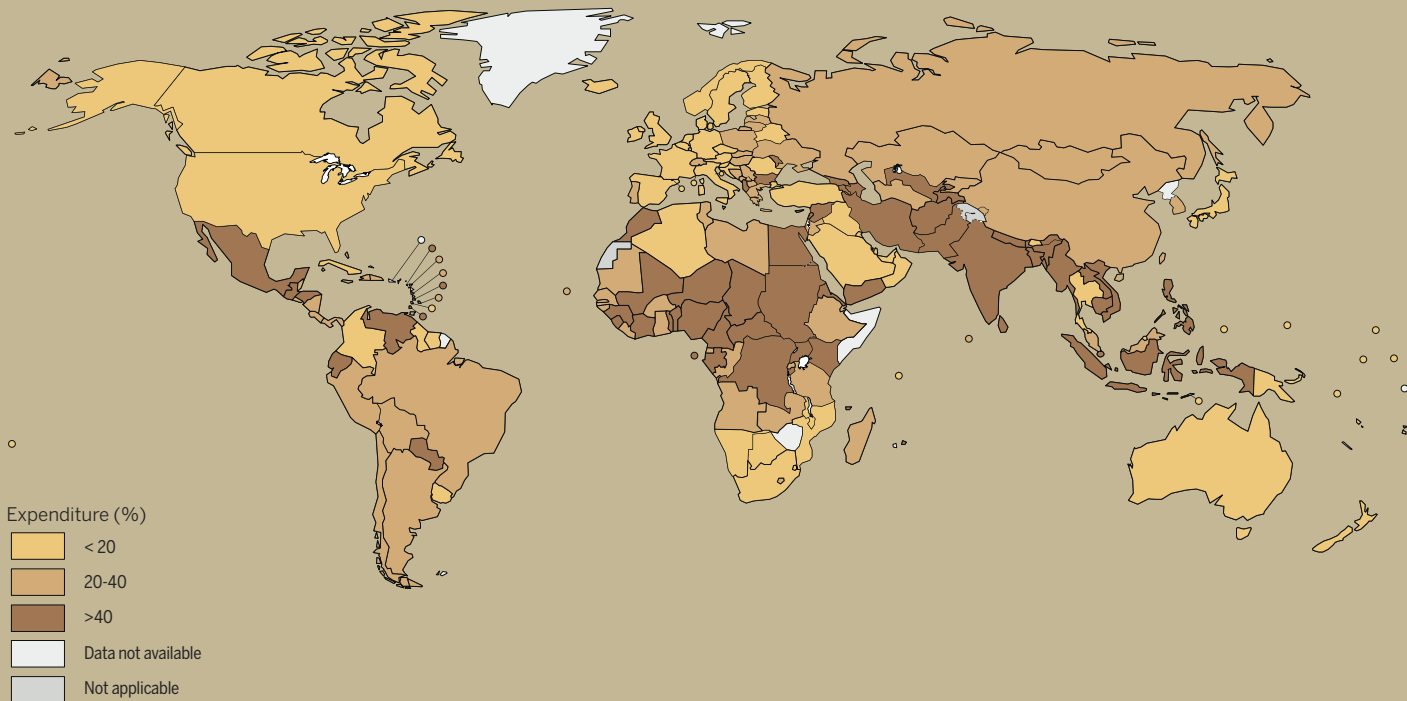 Expenditure (%)
< 20
20-40
>40
Data not available
Not applicable